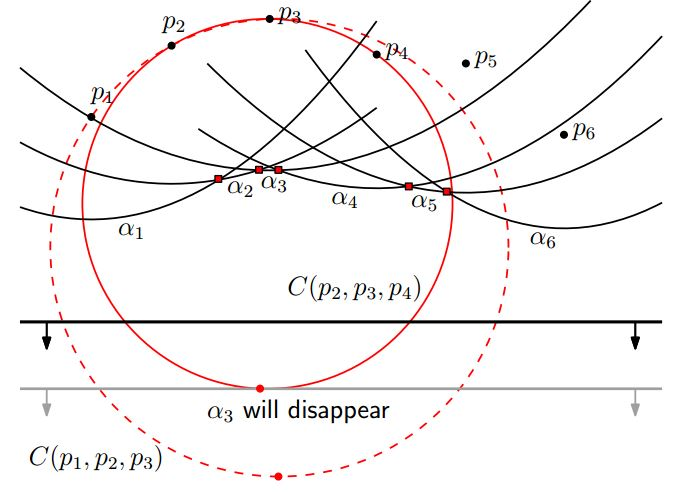 p₃
p₂
p₄
p₅
p₁
p₆
α₂ α₃
α₄ α₅
α₁
α₆
C(p₂, p₃, p₄)
α₃ will disappear
C(p₁, p₂, p₃)